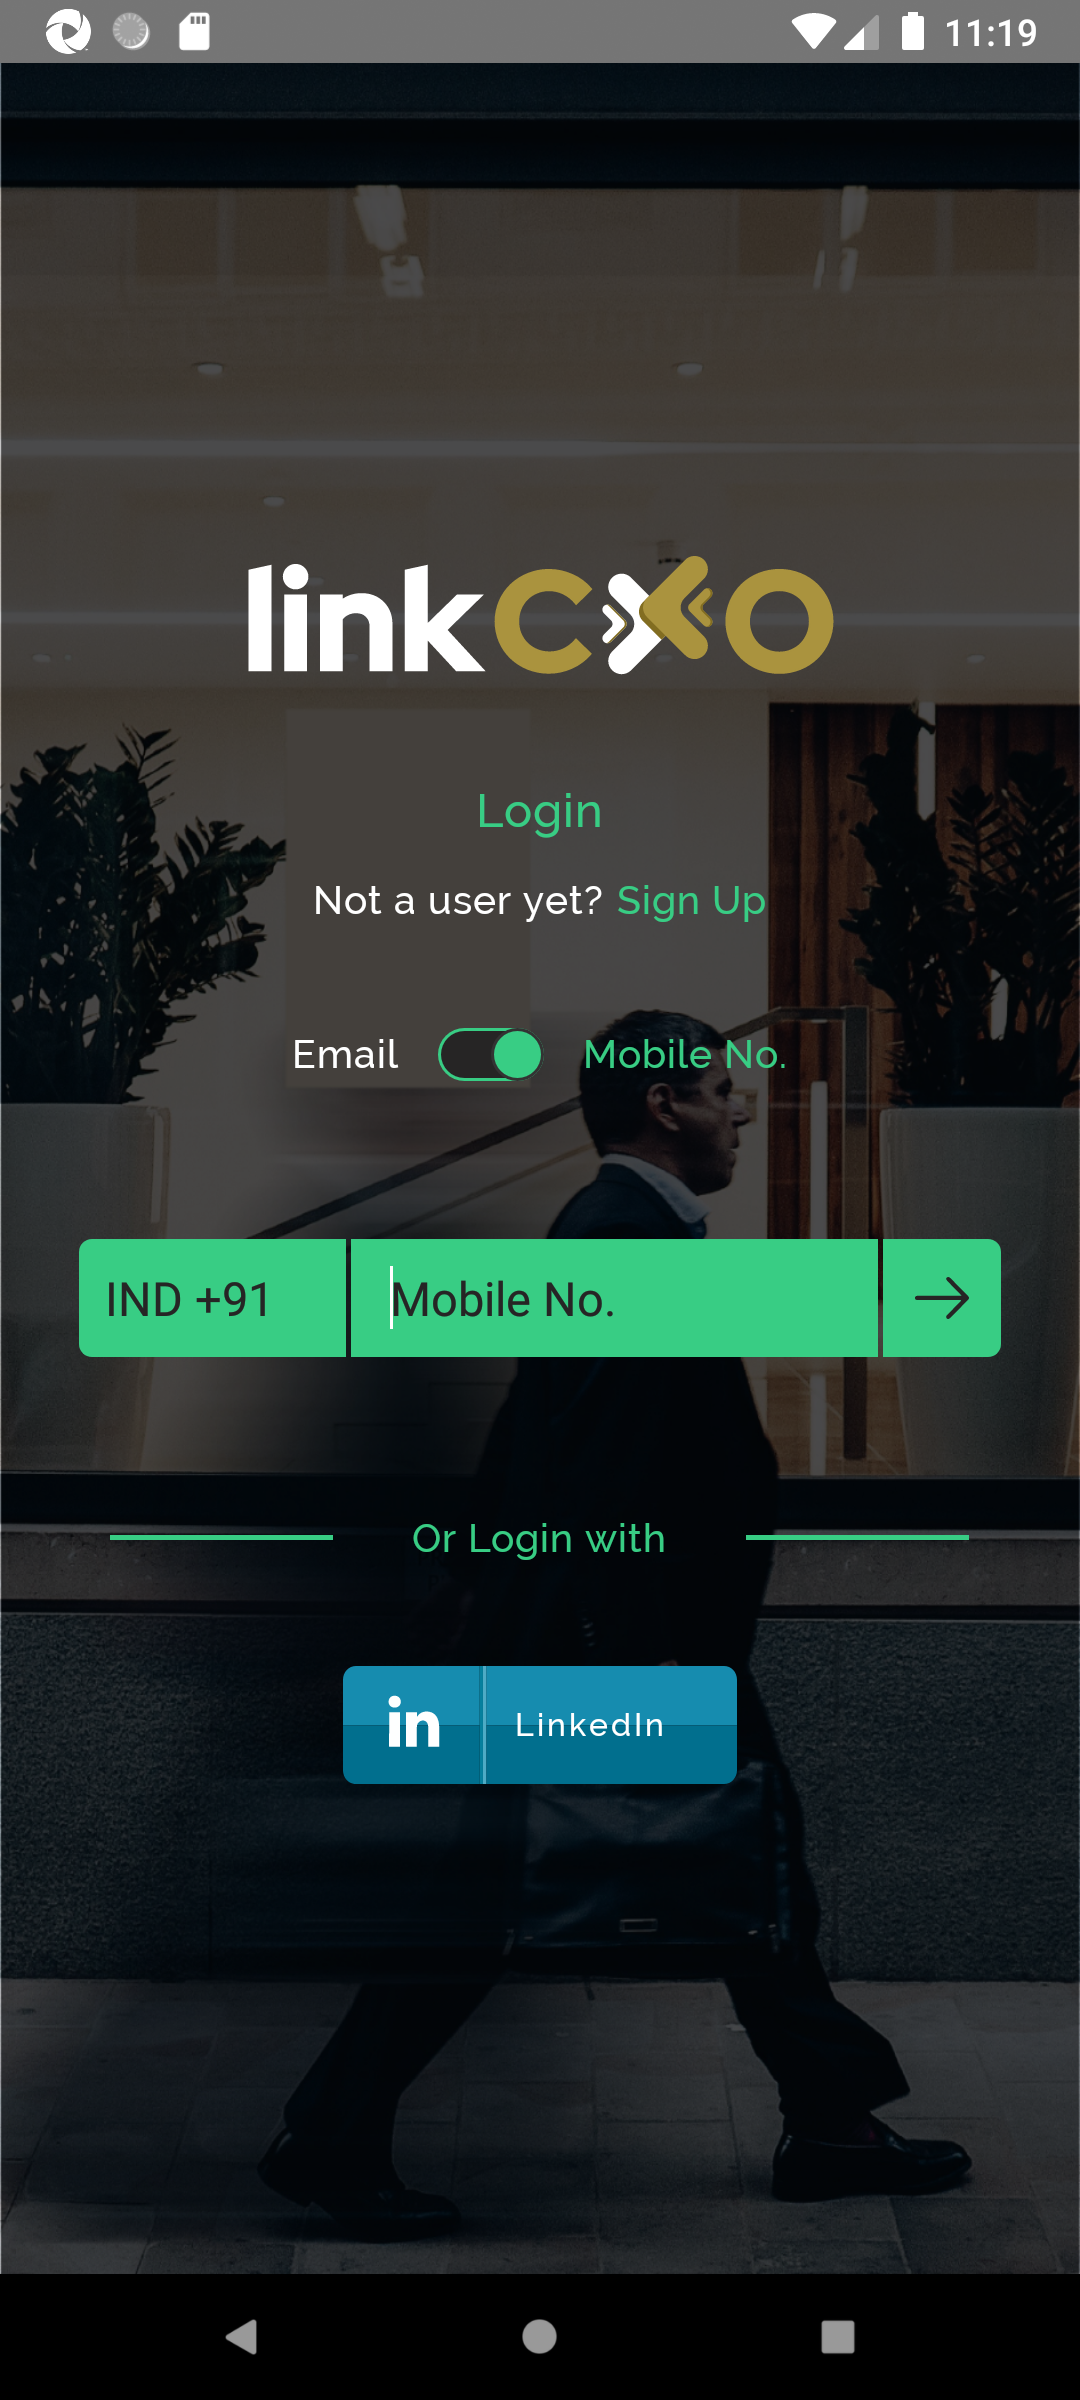 11:19
linkCXO
Login
Not a user yet? Sign Up
Email Mobile No.
IND +91 Mobile No.
Or Login with
in LinkedIn